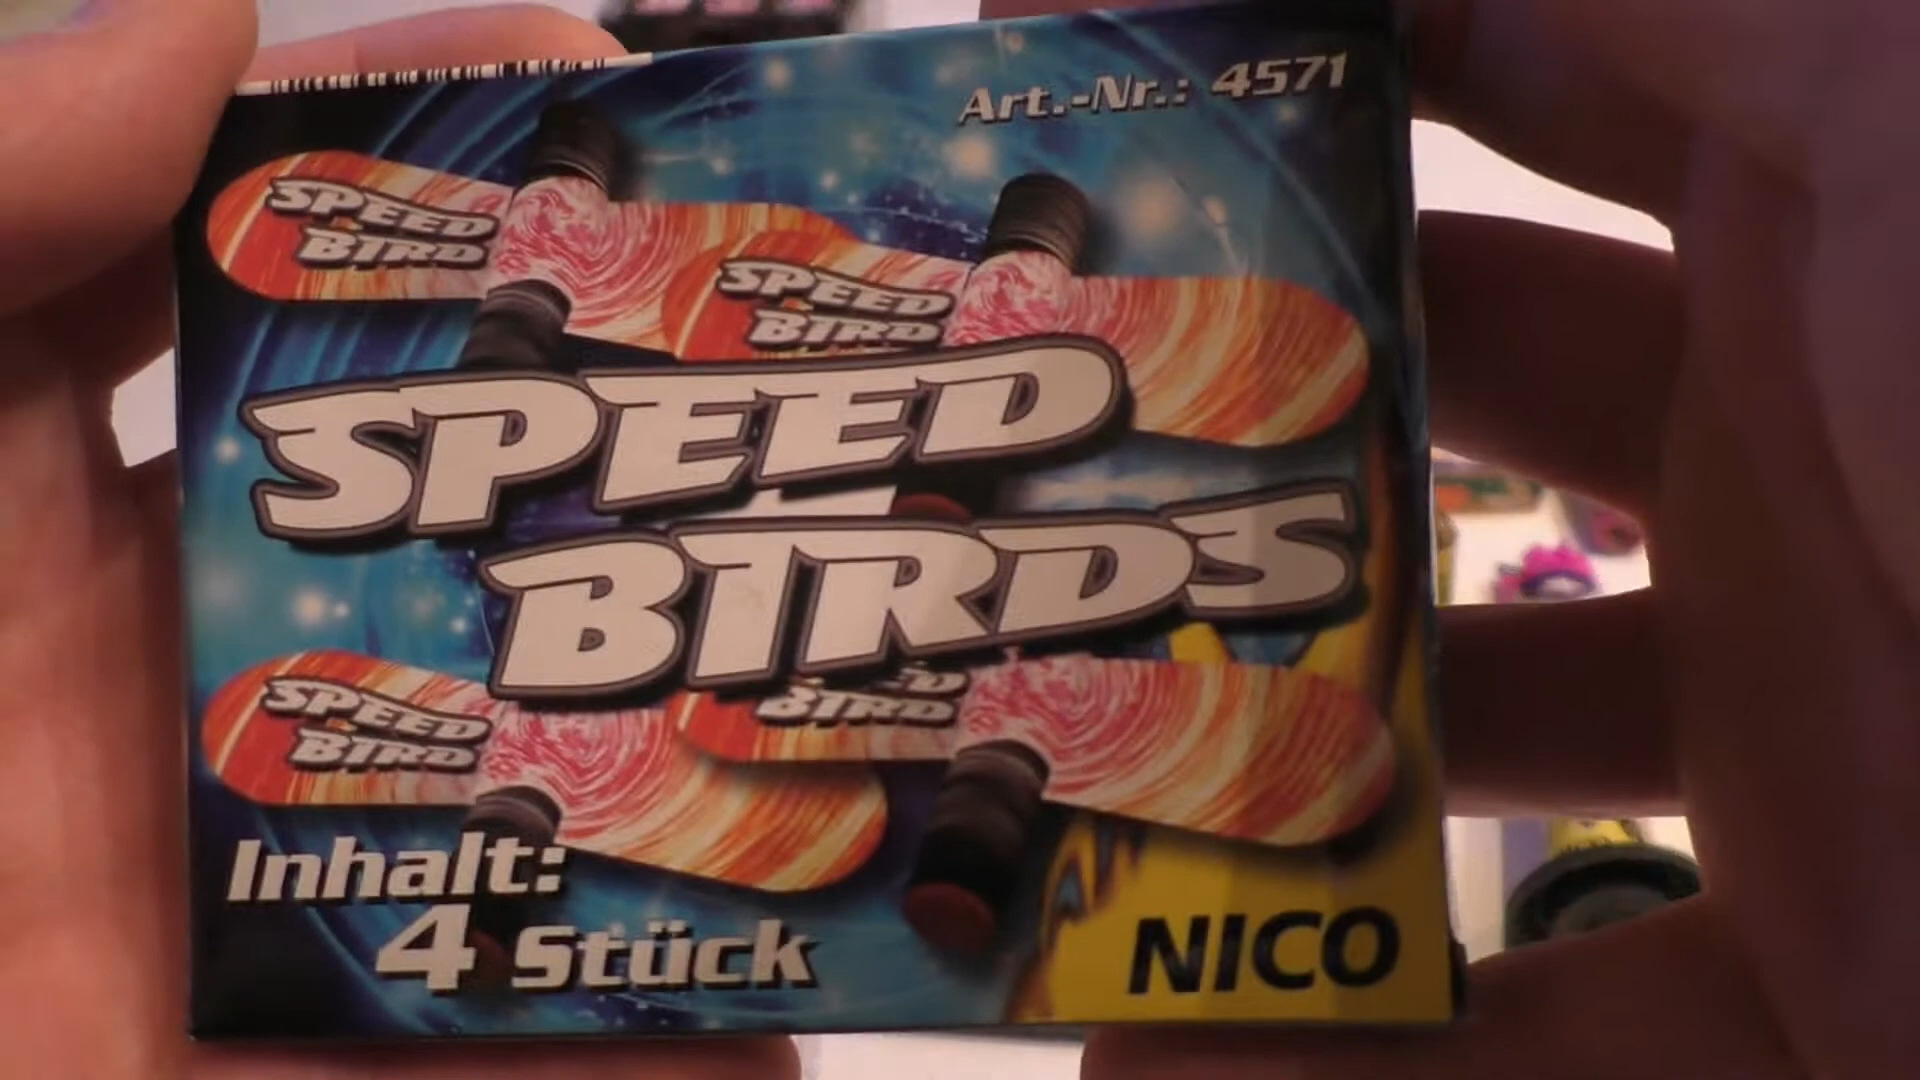 Art.-Nr.: 4571
SPEED
BIRD
SPEED
BIRD
SPEED
BIRDS
SPEED
BIRD
BIRD
Inhalt:
4 Stück
NICO